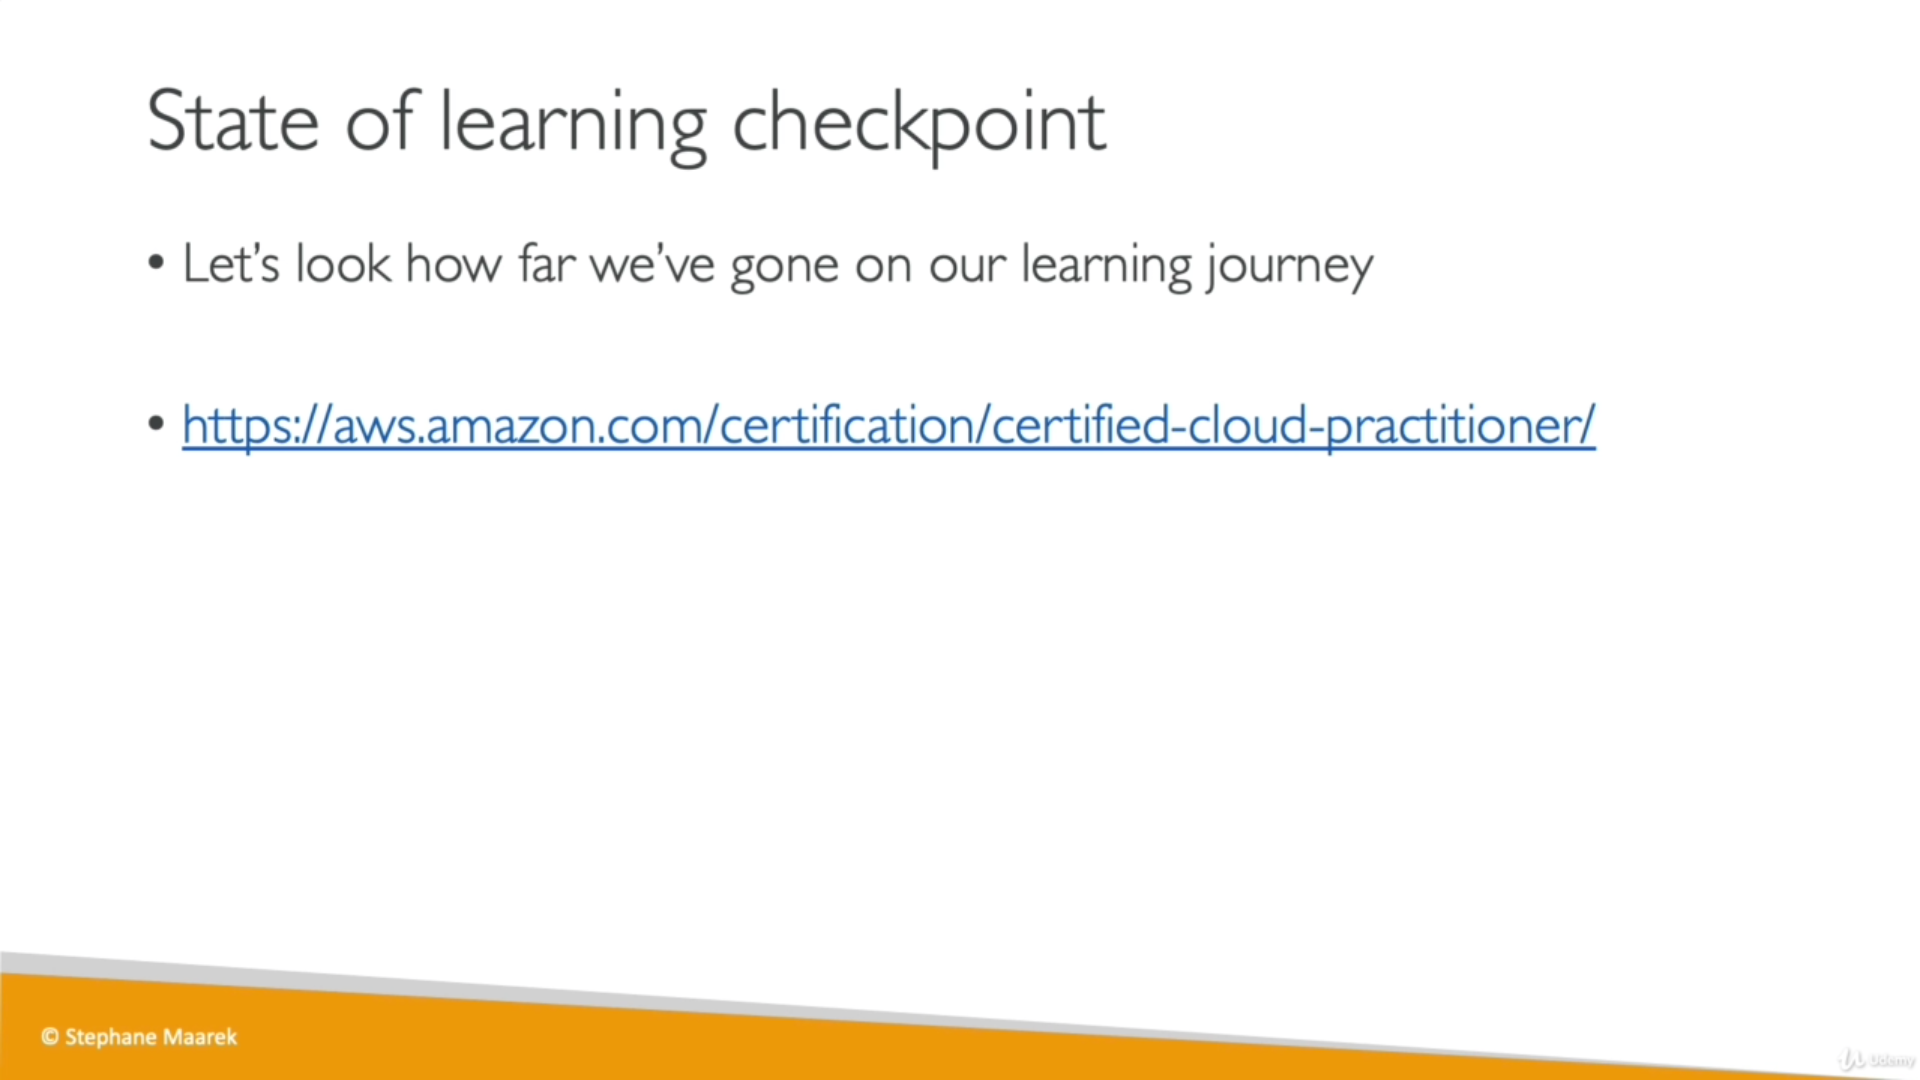 State of learning checkpoint
• Let's look how far we've gone on our learning journey
• https://aws.amazon.com/certification/certified-cloud-practitioner/
© Stephane Maarek
Udemy